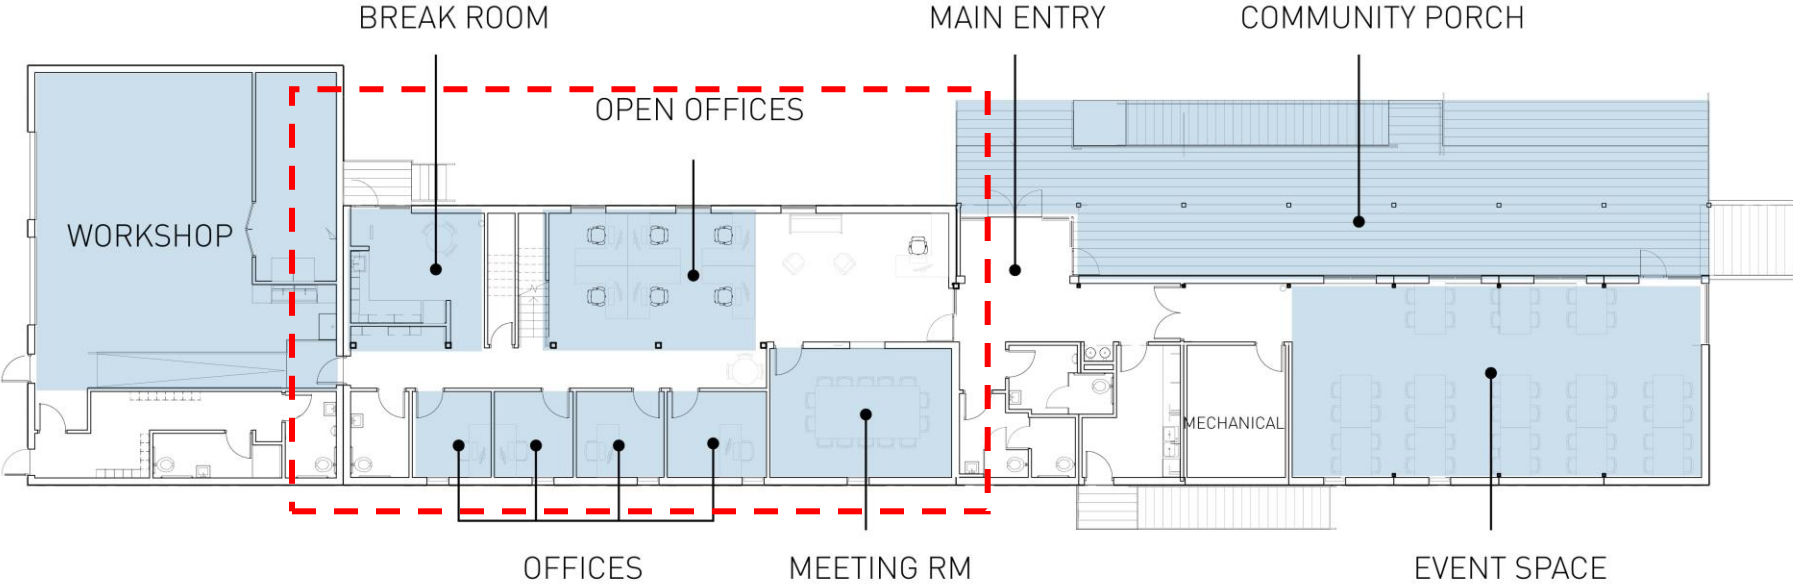 BREAK ROOM
MAIN ENTRY
COMMUNITY PORCH
OPEN OFFICES
WORKSHOP
MECHANICAL
OFFICES
MEETING RM
EVENT SPACE